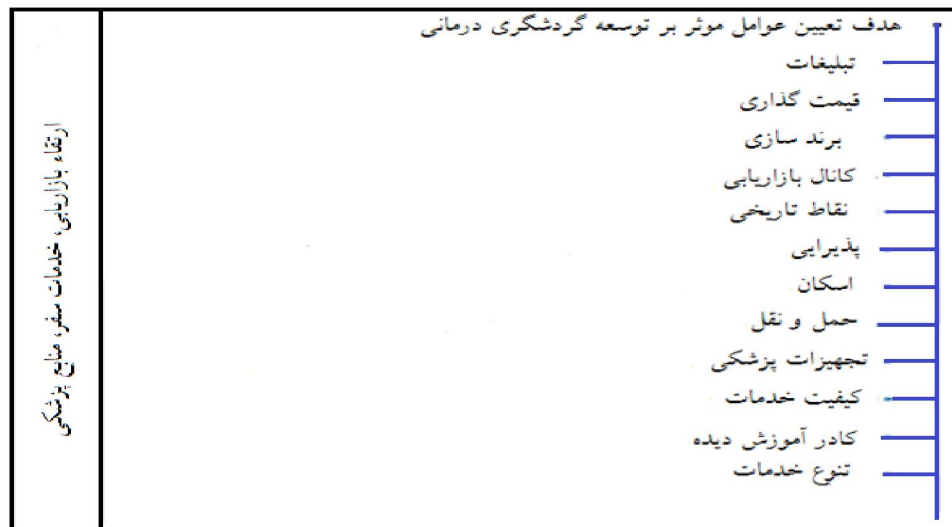 هدف تعیین عوامل موثر بر توسعه گردشگری درمانی
تبلیغات
قیمت گذاری
برند سازی
کانال بازاریابی
نقاط تاریخی
پذیرایی
اسکان
حمل و نقل
تجهیزات پزشکی
کیفیت خدمات
کادر آموزش دیده
تنوع خدمات
ارتقاء بازاریابی، خدمات سفر، منابع پزشکی